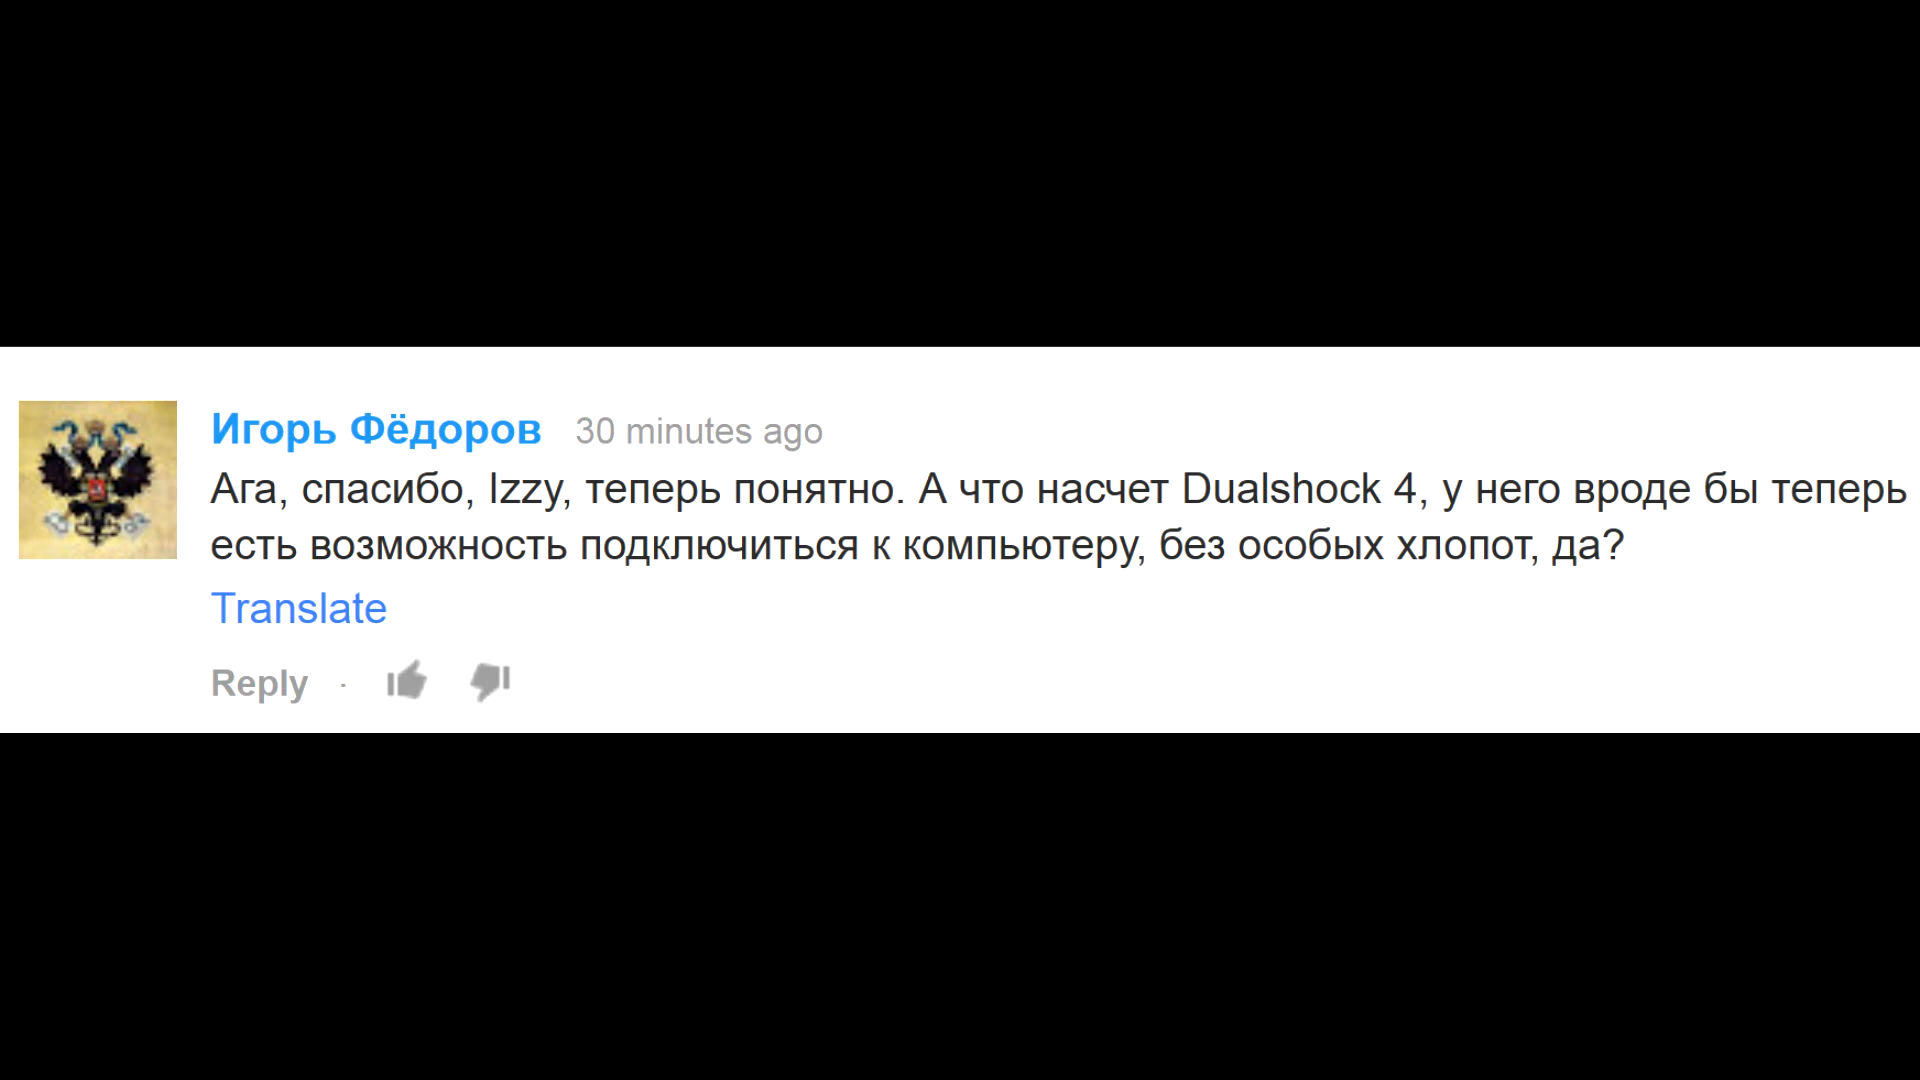 Игорь Фёдоров 30 minutes ago
Ага, спасибо, Izzy, теперь понятно. А что насчет Dualshock 4, у него вроде бы теперь
есть возможность подключиться к компьютеру, без особых хлопот, да?
Translate
Reply ·